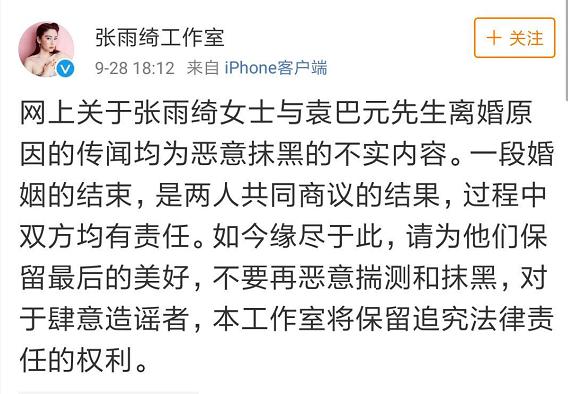 张雨绮工作室
+ 关注
9-28 18:12 来自 iPhone客户端
网上关于张雨绮女士与袁巴元先生离婚原
因的传闻均为恶意抹黑的不实内容。一段婚
姻的结束，是两人共同商议的结果，过程中
双方均有责任。如今缘尽于此，请为他们保
留最后的美好，不要再恶意揣测和抹黑，对
于肆意造谣者，本工作室将保留追究法律责
任的权利。